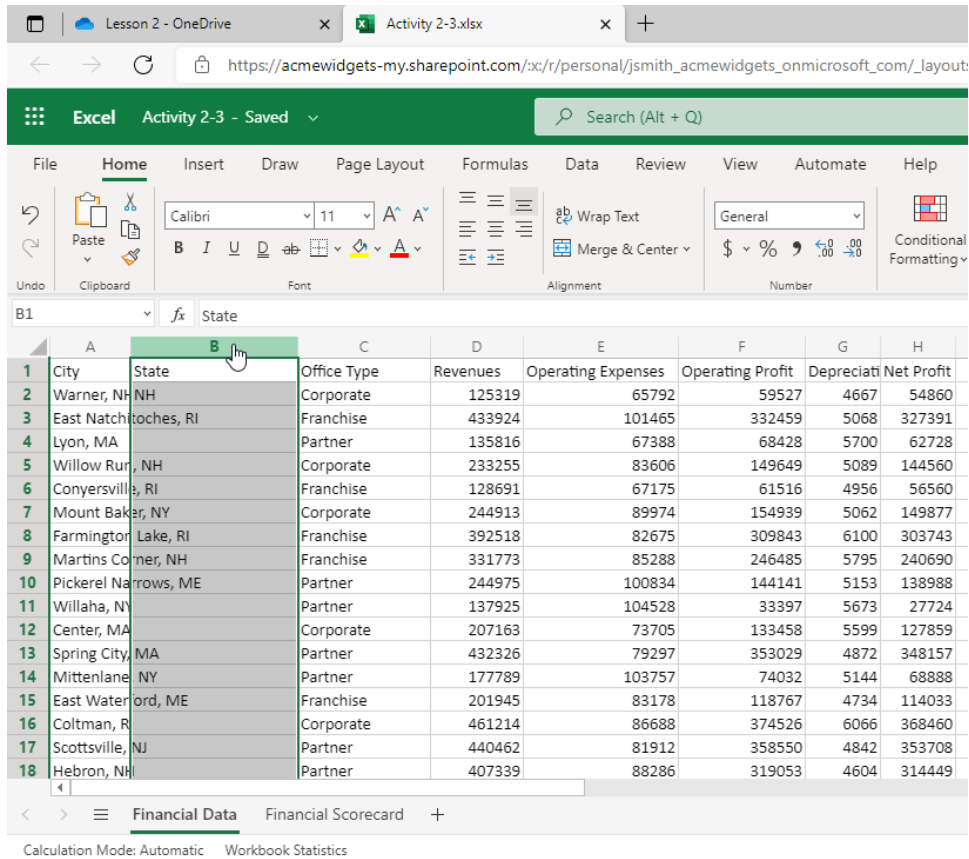 Lesson 2 - OneDrive
Activity 2-3.xlsx
https://acmewidgets-my.sharepoint.com/:x:/r/personal/jsmith_acmewidgets_onmicrosoft_com/_layouts
Excel Activity 2-3 - Saved Search (Alt + Q)
File Home Insert Draw Page Layout Formulas Data Review View Automate Help
Paste Calibri 11 A^ A˅ ab Wrap Text General Conditional Formatting
B I U D ab A Merge & Center $ % 9 .00
Undo Clipboard Font Alignment Number
B1 fx State
A B C D E F G H
1 City State Office Type Revenues Operating Expenses Operating Profit Depreciati Net Profit
2 Warner, NH NH Corporate 125319 65792 59527 4667 54860
3 East Natchitoches, RI Franchise 433924 101465 332459 5068 327391
4 Lyon, MA Partner 135816 67388 68428 5700 62728
5 Willow Run, NH Corporate 233255 83606 149649 5089 144560
6 Conyersville, RI Franchise 128691 67175 61516 4956 56560
7 Mount Baker, NY Corporate 244913 89974 154939 5062 149877
8 Farmington Lake, RI Franchise 392518 82675 309843 6100 303743
9 Martins Corner, NH Franchise 331773 85288 246485 5795 240690
10 Pickerel Narrows, ME Partner 244975 100834 144141 5153 138988
11 Willaha, NY Partner 137925 104528 33397 5673 27724
12 Center, MA Corporate 207163 73705 133458 5599 127859
13 Spring City, MA Partner 432326 79297 353029 4872 348157
14 Mittenlane, NY Partner 177789 103757 74032 5144 68888
15 East Waterford, ME Franchise 201945 83178 118767 4734 114033
16 Coltman, R Corporate 461214 86688 374526 6066 368460
17 Scottsville, NJ Partner 440462 81912 358550 4842 353708
18 Hebron, NH Partner 407339 88286 319053 4604 314449
Financial Data Financial Scorecard
Calculation Mode: Automatic Workbook Statistics